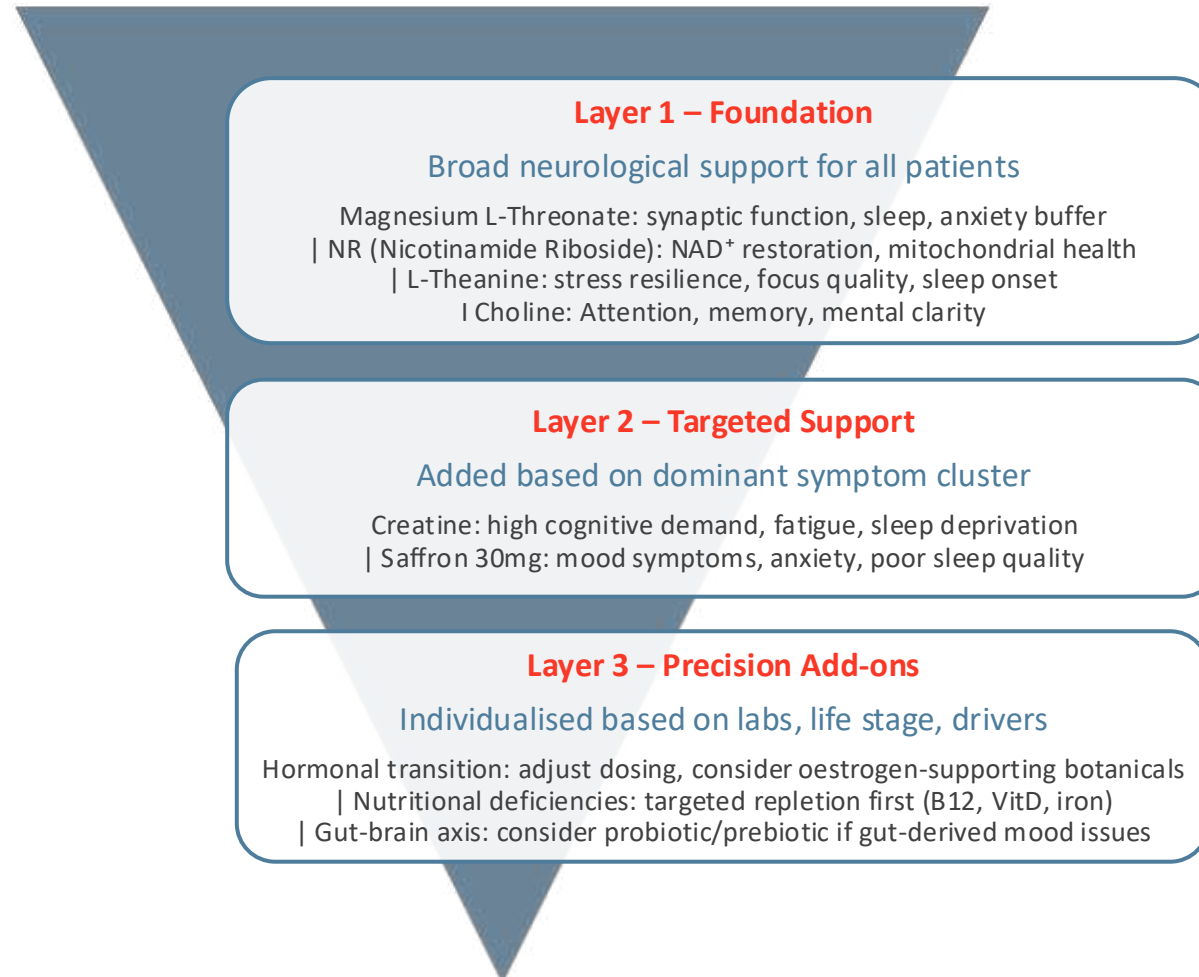 Layer 1 – Foundation
Broad neurological support for all patients
Magnesium L-Threonate: synaptic function, sleep, anxiety buffer
| NR (Nicotinamide Riboside): NAD⁺ restoration, mitochondrial health
| L-Theanine: stress resilience, focus quality, sleep onset
I Choline: Attention, memory, mental clarity
Layer 2 – Targeted Support
Added based on dominant symptom cluster
Creatine: high cognitive demand, fatigue, sleep deprivation
| Saffron 30mg: mood symptoms, anxiety, poor sleep quality
Layer 3 – Precision Add-ons
Individualised based on labs, life stage, drivers
Hormonal transition: adjust dosing, consider oestrogen-supporting botanicals
| Nutritional deficiencies: targeted repletion first (B12, VitD, iron)
| Gut-brain axis: consider probiotic/prebiotic if gut-derived mood issues